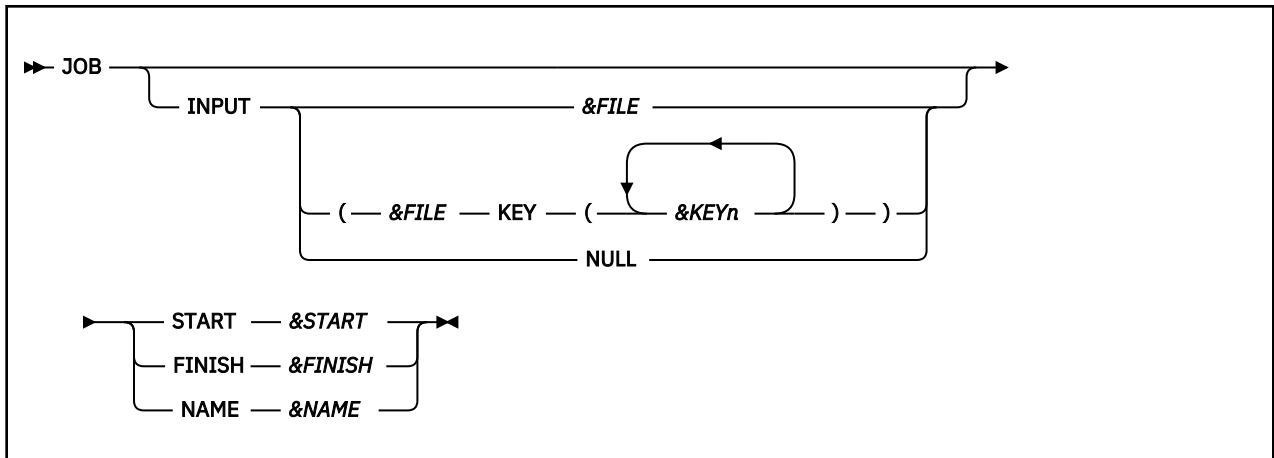 JOB
INPUT &FILE
( &FILE KEY ( &KEYn ) )
NULL
START &START
FINISH &FINISH
NAME &NAME